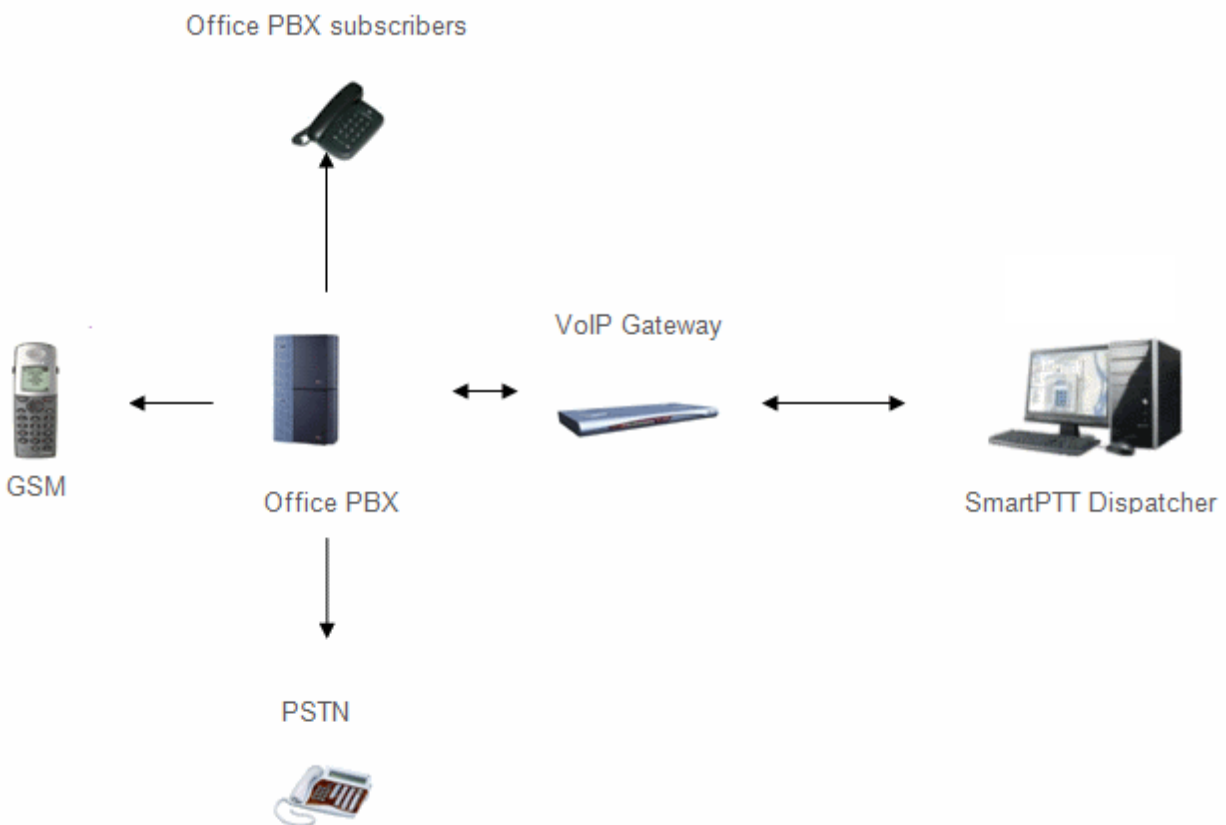 Office PBX subscribers
VoIP Gateway
GSM
Office PBX
SmartPTT Dispatcher
PSTN